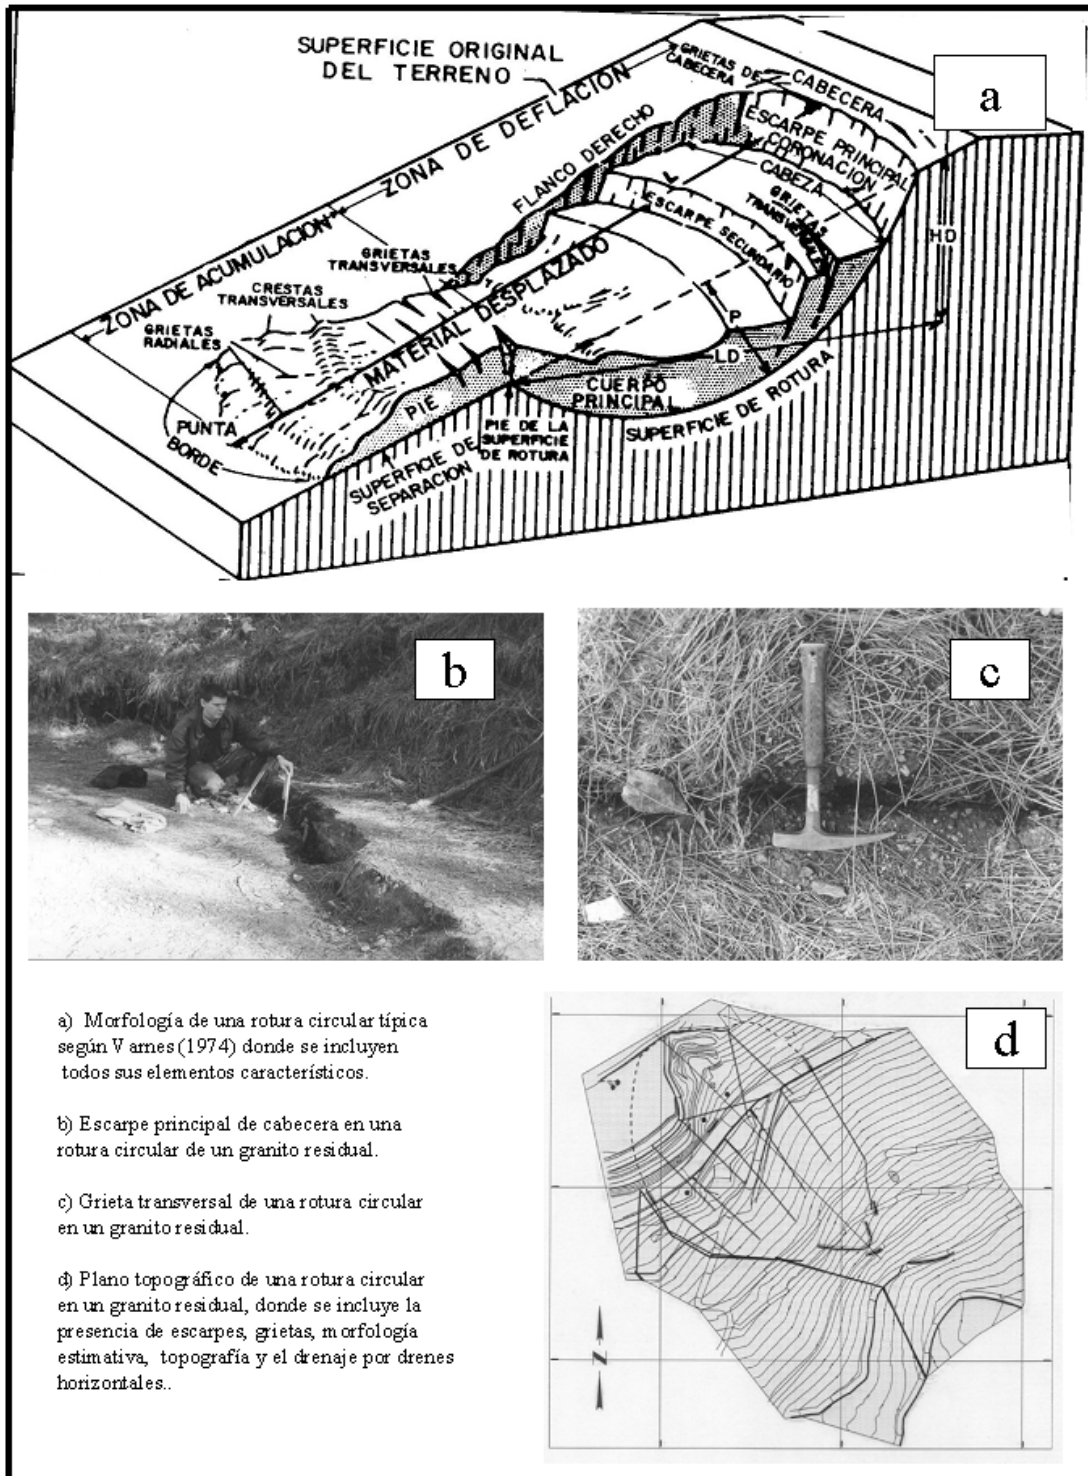 SUPERFICIE ORIGINAL
DEL TERRENO
a
GRIETAS DE
CABECERA
CABECERA
ZONA DE DEFLACION
ESCARPE PRINCIPAL
CORONACION
FLANCO DERECHO
CABEZA
GRIETAS
TRANSVERSALES
ESCARPE SECUNDARIO
HD
ZONA DE ACUMULACION
GRIETAS
TRANSVERSALES
CRESTAS
TRANSVERSALES
MATERIAL DESPLAZADO
L
GRIETAS
RADIALES
P
LD
CUERPO
PRINCIPAL
SUPERFICIE DE ROTURA
PIE
PUNTA
BORDE
PIE DE LA
SUPERFICIE
DE ROTURA
SUPERFICIE DE
SEPARACION
b
c
a) Morfología de una rotura circular típica
según Varnes (1974) donde se incluyen
todos sus elementos característicos.
b) Escarpe principal de cabecera en una
rotura circular de un granito residual.
c) Grieta transversal de una rotura circular
en un granito residual.
d) Plano topográfico de una rotura circular
en un granito residual, donde se incluye la
presencia de escarpes, grietas, morfología
estimativa, topografía y el drenaje por drenes
horizontales..
d
N